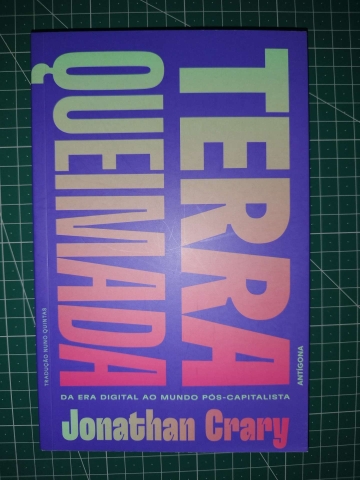 TERRA
QUEIMADA
DA ERA DIGITAL AO MUNDO PÓS-CAPITALISTA
Jonathan Crary
TRADUÇÃO NUNO QUINTAS
ANTÍGONA